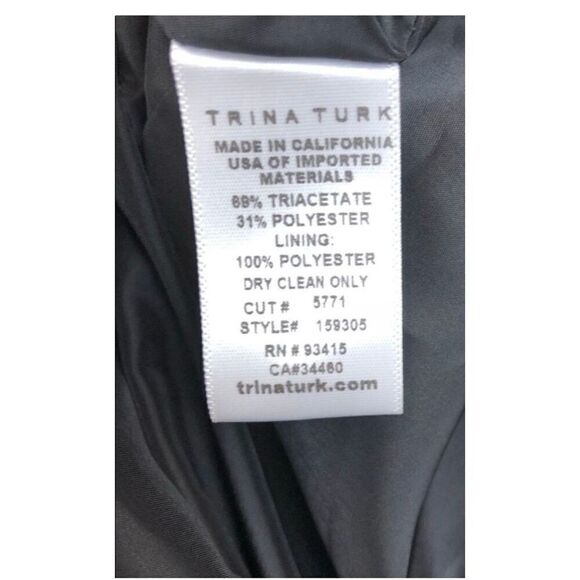 TRINA TURK
MADE IN CALIFORNIA
USA OF IMPORTED
MATERIALS
69% TRIACETATE
31% POLYESTER
LINING:
100% POLYESTER
DRY CLEAN ONLY
CUT # 5771
STYLE# 159305
RN # 93415
CA#34460
trinaturk.com